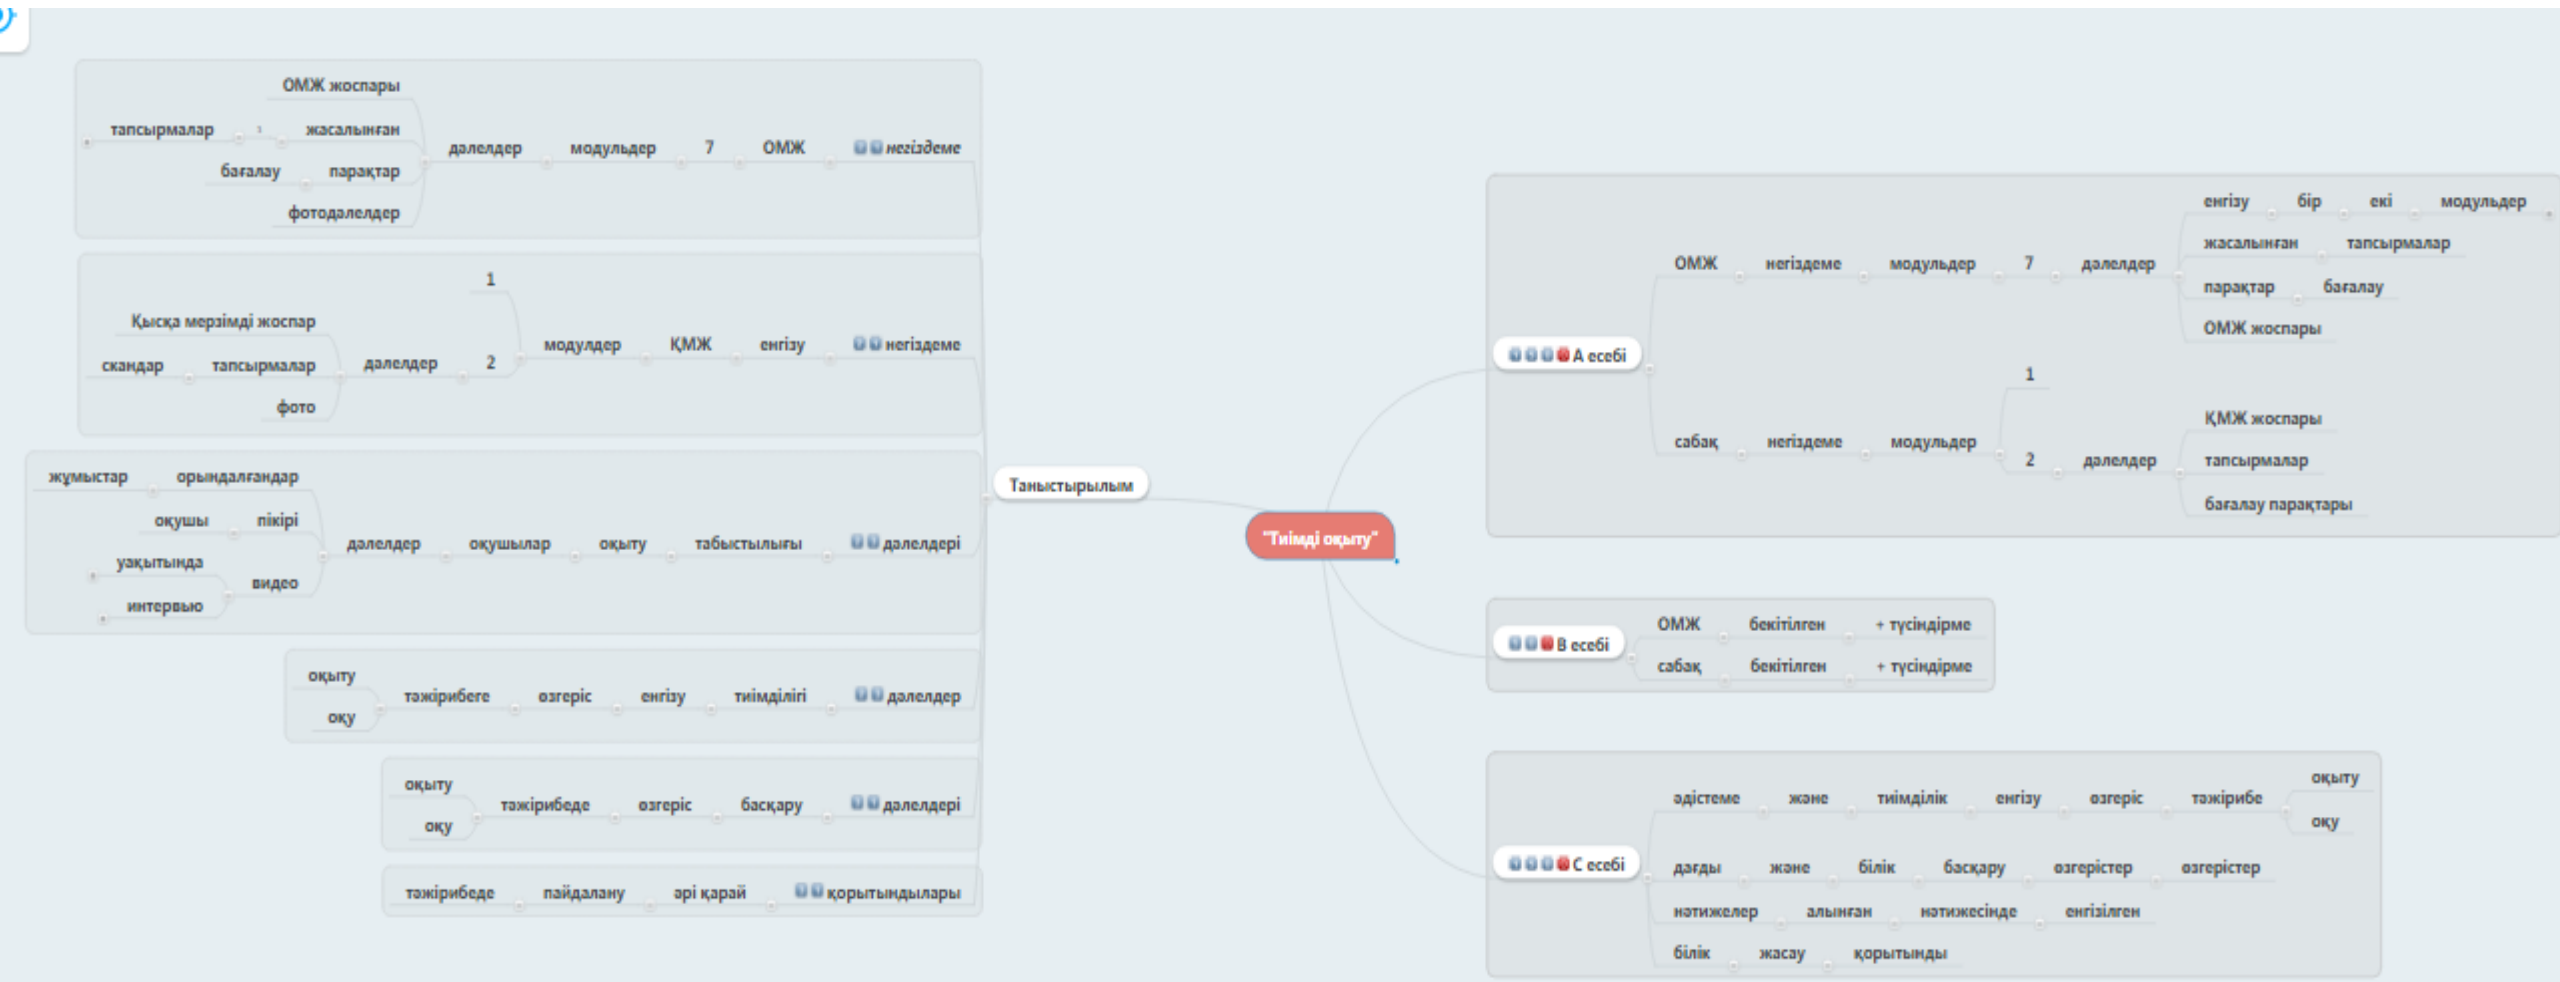 ОМЖ жоспары
тапсырмалар 1 жасалынған
бағалау парақтар
фотодәлелдер
дәлелдер модульдер 7 ОМЖ негіздеме
1
Қысқа мерзімді жоспар
скандар тапсырмалар
фото
дәлелдер 2
модулдер ҚМЖ енгізу негіздеме
жұмыстар орындалғандар
оқушы пікірі
уақытында
интервью
видео
дәлелдер оқушылар оқыту табыстылығы дәлелдері
оқыту
оқу
тәжірибеге өзгеріс енгізу тиімділігі дәлелдер
оқыту
оқу
тәжірибеде өзгеріс басқару дәлелдері
тәжірибеде пайдалану әрі қарай қорытындылары
Таныстырылым
"Тиімді оқыту"
А есебі
ОМЖ негіздеме модульдер 7 дәлелдер
енгізу бір екі модульдер
жасалынған тапсырмалар
парақтар бағалау
ОМЖ жоспары
сабақ негіздеме модульдер
1
2 дәлелдер
ҚМЖ жоспары
тапсырмалар
бағалау парақтары
В есебі
ОМЖ бекітілген + түсіндірме
сабақ бекітілген + түсіндірме
С есебі
әдістеме және тиімділік енгізу өзгеріс тәжірибе
оқыту
оқу
дағды және білік басқару өзгерістер өзгерістер
нәтижелер алынған нәтижесінде енгізілген
білік жасау қорытынды